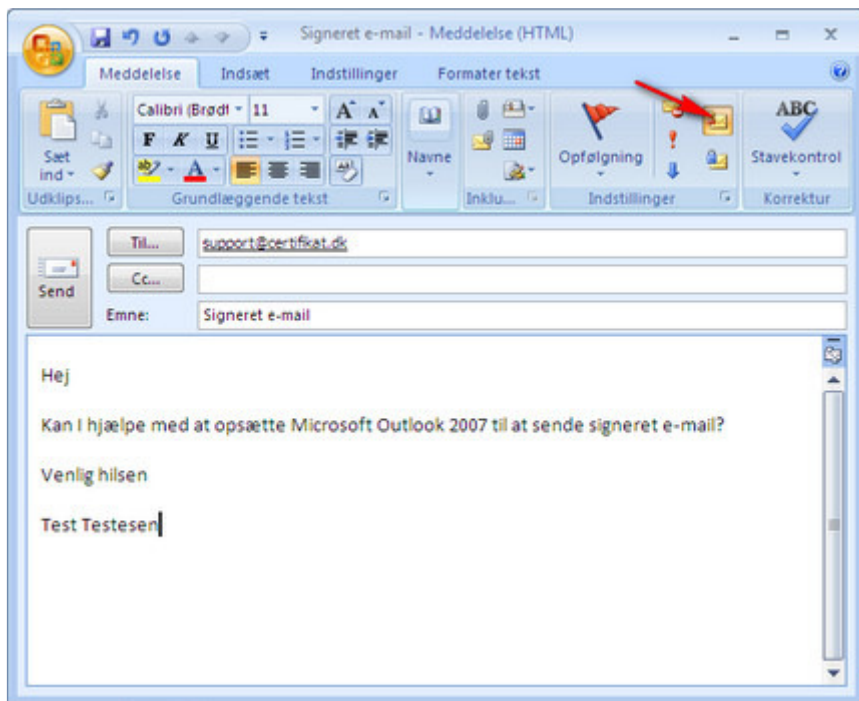 Signeret e-mail - Meddelelse (HTML)
Meddelelse Indsæt Indstillinger Formater tekst
Calibri (Brødt 11 A A
F K U
Sæt ind
Navne
Opfølgning
ABC
Stavekontrol
Udklips... Grundlæggende tekst Inklu... Indstillinger Korrektur
Til... support@certifikat.dk
Cc...
Send
Emne: Signeret e-mail
Hej
Kan I hjælpe med at opsætte Microsoft Outlook 2007 til at sende signeret e-mail?
Venlig hilsen
Test Testesen